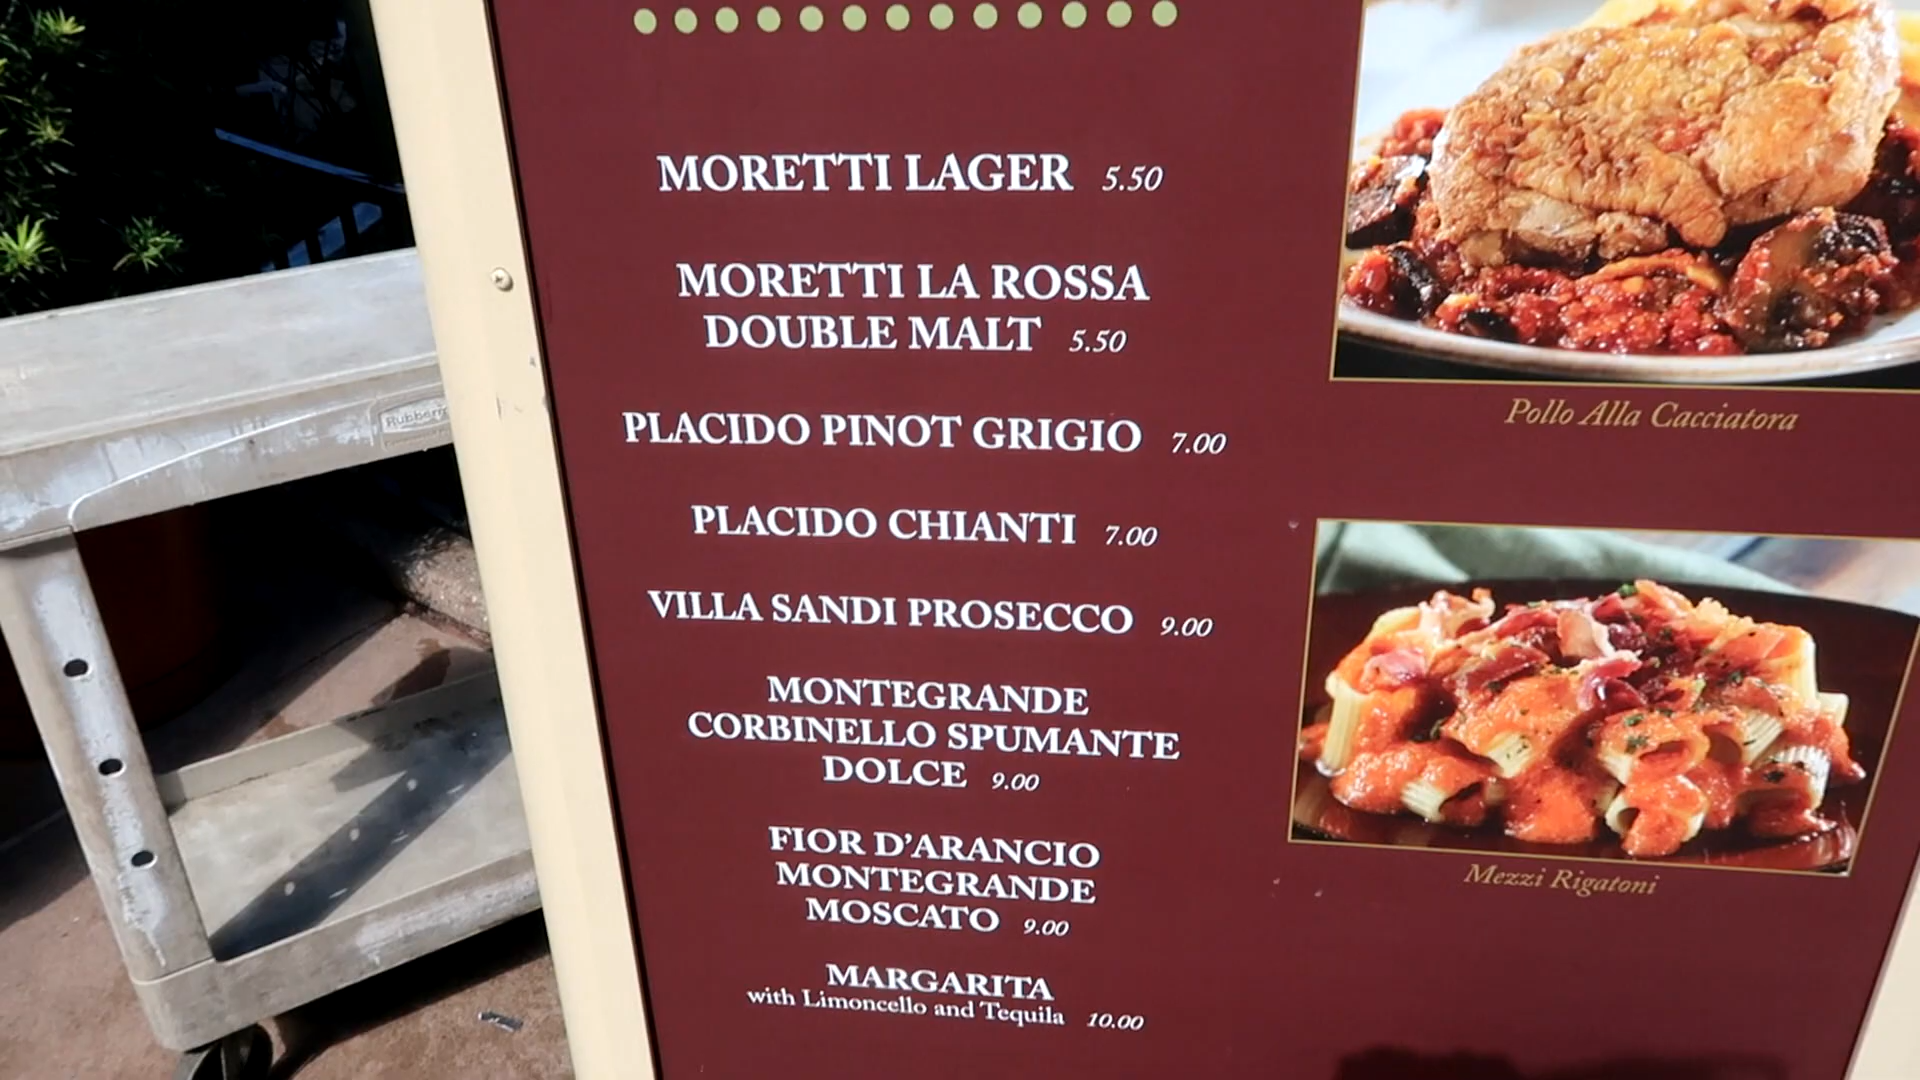 MORETTI LAGER 5.50
MORETTI LA ROSSA
DOUBLE MALT 5.50
PLACIDO PINOT GRIGIO 7.00
PLACIDO CHIANTI 7.00
VILLA SANDI PROSECCO 9.00
MONTEGRANDE
CORBINELLO SPUMANTE
DOLCE 9.00
FIOR D'ARANCIO
MONTEGRANDE
MOSCATO 9.00
MARGARITA
with Limoncello and Tequila 10.00
Pollo Alla Cacciatora
Mezzi Rigatoni